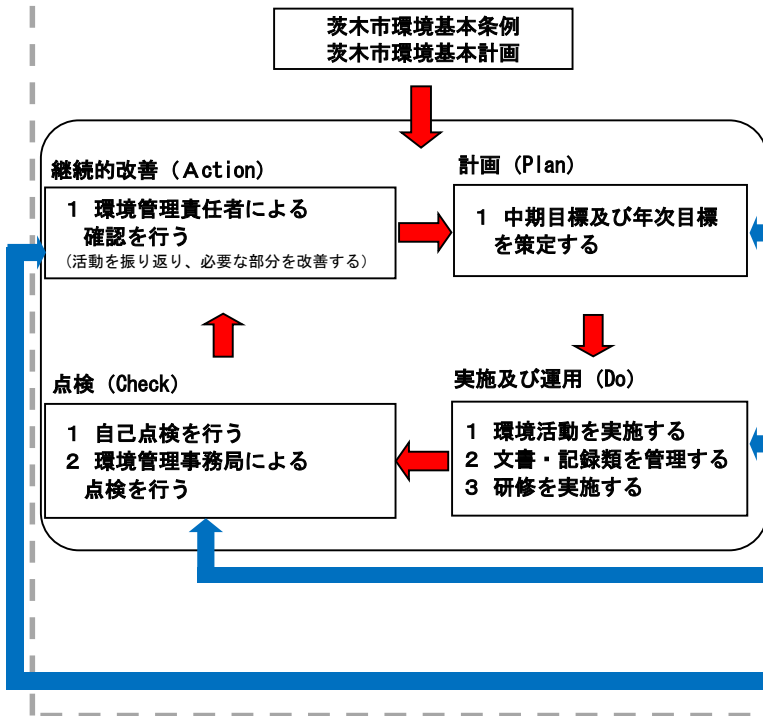 茨木市環境基本条例
茨木市環境基本計画
継続的改善（Action）
1 環境管理責任者による
確認を行う
(活動を振り返り、必要な部分を改善する)
計画（Plan）
1 中期目標及び年次目標
を策定する
点検（Check）
1 自己点検を行う
2 環境管理事務局による
点検を行う
実施及び運用（Do）
1 環境活動を実施する
2 文書・記録類を管理する
3 研修を実施する